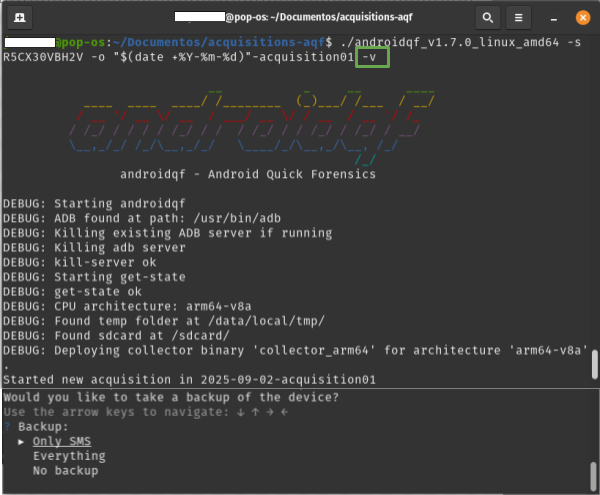 @pop-os: ~/Documentos/acquisitions-aqf
@pop-os:~/Documentos/acquisitions-aqf$ ./androidqf_v1.7.0_linux_amd64 -s
R5CX30VBH2V -o "$(date +%Y-%m-%d)"-acquisition01 -v
androidqf
androidqf - Android Quick Forensics
DEBUG: Starting androidqf
DEBUG: ADB found at path: /usr/bin/adb
DEBUG: Killing existing ADB server if running
DEBUG: Killing adb server
DEBUG: kill-server ok
DEBUG: Starting get-state
DEBUG: get-state ok
DEBUG: CPU architecture: arm64-v8a
DEBUG: Found temp folder at /data/local/tmp/
DEBUG: Found sdcard at /sdcard/
DEBUG: Deploying collector binary 'collector_arm64' for architecture 'arm64-v8a'
.
Started new acquisition in 2025-09-02-acquisition01
Would you like to take a backup of the device?
Use the arrow keys to navigate: ↓ ↑ → ←
? Backup:
▸ Only SMS
Everything
No backup